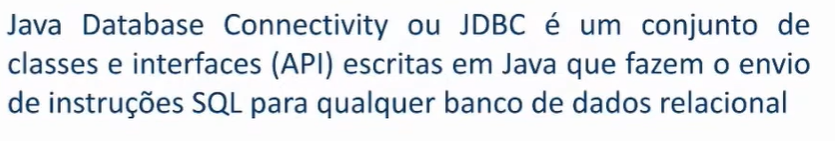 Java Database Connectivity ou JDBC é um conjunto de
classes e interfaces (API) escritas em Java que fazem o envio
de instruções SQL para qualquer banco de dados relacional